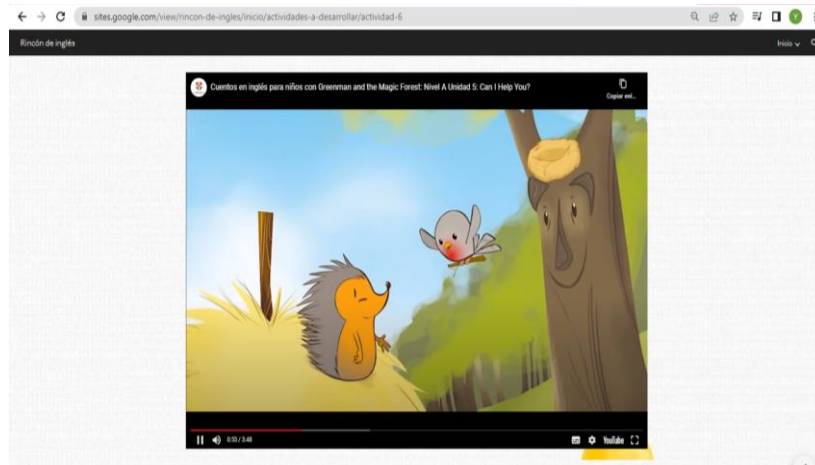 sites.google.com/view/rincon-de-ingles/inicio/actividades-a-desarrollar/actividad-6
Rincón de inglés
Inicio
Cuentos en inglés para niños con Greenman and the Magic Forest: Nivel A Unidad 5: Can I Help You?
Copiar enl...
0:55 / 3:48
YouTube